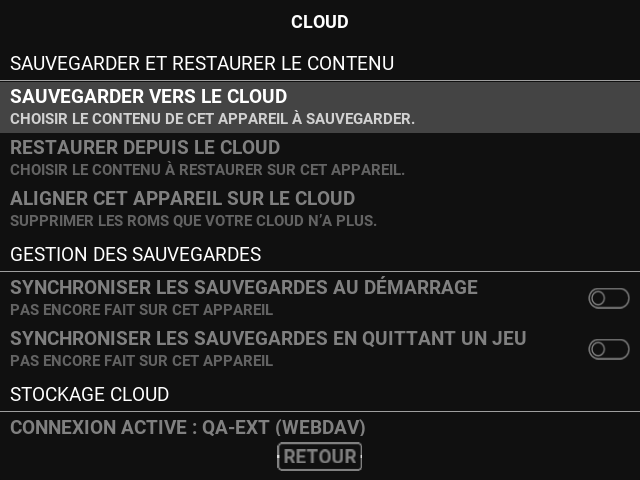 CLOUD
SAUVEGARDER ET RESTAURER LE CONTENU
SAUVEGARDER VERS LE CLOUD
CHOISIR LE CONTENU DE CET APPAREIL À SAUVEGARDER.
RESTAURER DEPUIS LE CLOUD
CHOISIR LE CONTENU À RESTAURER SUR CET APPAREIL.
ALIGNER CET APPAREIL SUR LE CLOUD
SUPPRIMER LES ROMS QUE VOTRE CLOUD N’A PLUS.
GESTION DES SAUVEGARDES
SYNCHRONISER LES SAUVEGARDES AU DÉMARRAGE
PAS ENCORE FAIT SUR CET APPAREIL
SYNCHRONISER LES SAUVEGARDES EN QUITTANT UN JEU
PAS ENCORE FAIT SUR CET APPAREIL
STOCKAGE CLOUD
CONNEXION ACTIVE : QA-EXT (WEBDAV)
RETOUR